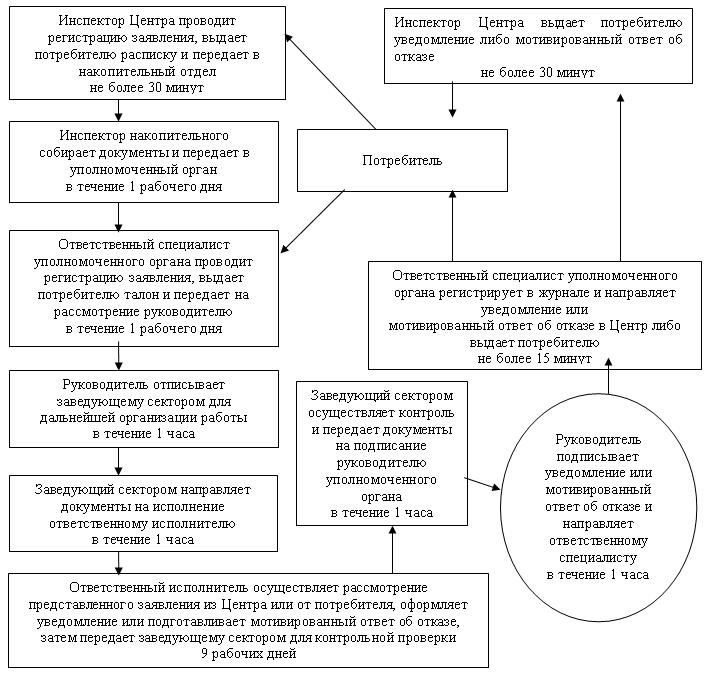 Инспектор Центра проводит
регистрацию заявления, выдает
потребителю расписку и передает в
накопительный отдел
не более 30 минут
Инспектор накопительного
собирает документы и передает в
уполномоченный орган
в течение 1 рабочего дня
Ответственный специалист
уполномоченного органа проводит
регистрацию заявления, выдает
потребителю талон и передает на
рассмотрение руководителю
в течение 1 рабочего дня
Руководитель отписывает
заведующему сектором для
дальнейшей организации работы
в течение 1 часа
Заведующий сектором направляет
документы на исполнение
ответственному исполнителю
в течение 1 часа
Ответственный исполнитель осуществляет рассмотрение
представленного заявления из Центра или от потребителя, оформляет
уведомление или подготавливает мотивированный ответ об отказе,
затем передает заведующему сектором для контрольной проверки
9 рабочих дней
Заведующий сектором
осуществляет контроль
и передает документы
на подписание
руководителю
уполномоченного
органа
в течение 1 часа
Руководитель
подписывает
уведомление или
мотивированный
ответ об отказе и
направляет
ответственному
специалисту
в течение 1 часа
Ответственный специалист уполномоченного
органа регистрирует в журнале и направляет
уведомление или
мотивированный ответ об отказе в Центр либо
выдает потребителю
не более 15 минут
Потребитель
Инспектор Центра выдает потребителю
уведомление либо мотивированный ответ об
отказе
не более 30 минут